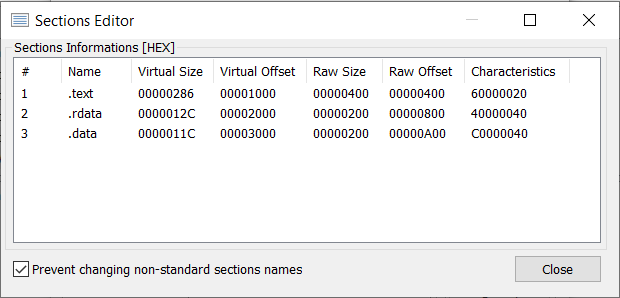 Sections Editor
Sections Informations [HEX]
# Name Virtual Size Virtual Offset Raw Size Raw Offset Characteristics
1 .text 00000286 00001000 00000400 00000400 60000020
2 .rdata 0000012C 00002000 00000200 00000800 40000040
3 .data 0000011C 00003000 00000200 00000A00 C0000040
Prevent changing non-standard sections names
Close